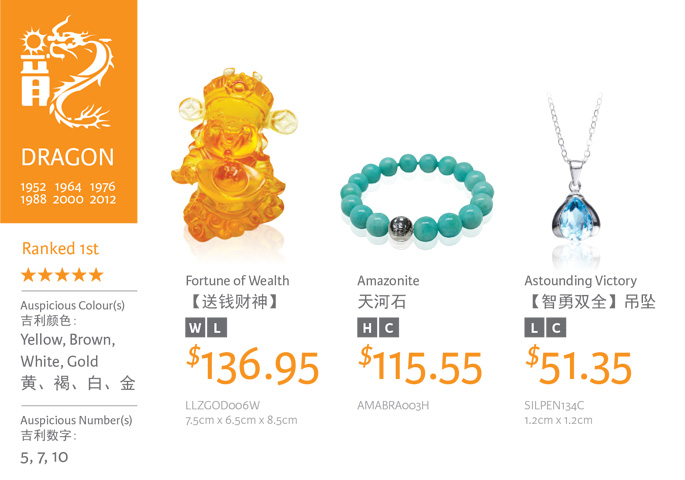 DRAGON
1952 1964 1976
1988 2000 2012
Ranked 1st
Auspicious Colour(s)
吉利颜色：
Yellow, Brown,
White, Gold
黄、褐、白、金
Auspicious Number(s)
吉利数字：
5, 7, 10
Fortune of Wealth
【送钱财神】
W L
$136.95
LLZGOD006W
7.5cm x 6.5cm x 8.5cm
Amazonite
天河石
H C
$115.55
AMABRA003H
Astounding Victory
【智勇双全】吊坠
L C
$51.35
SILPEN134C
1.2cm x 1.2cm